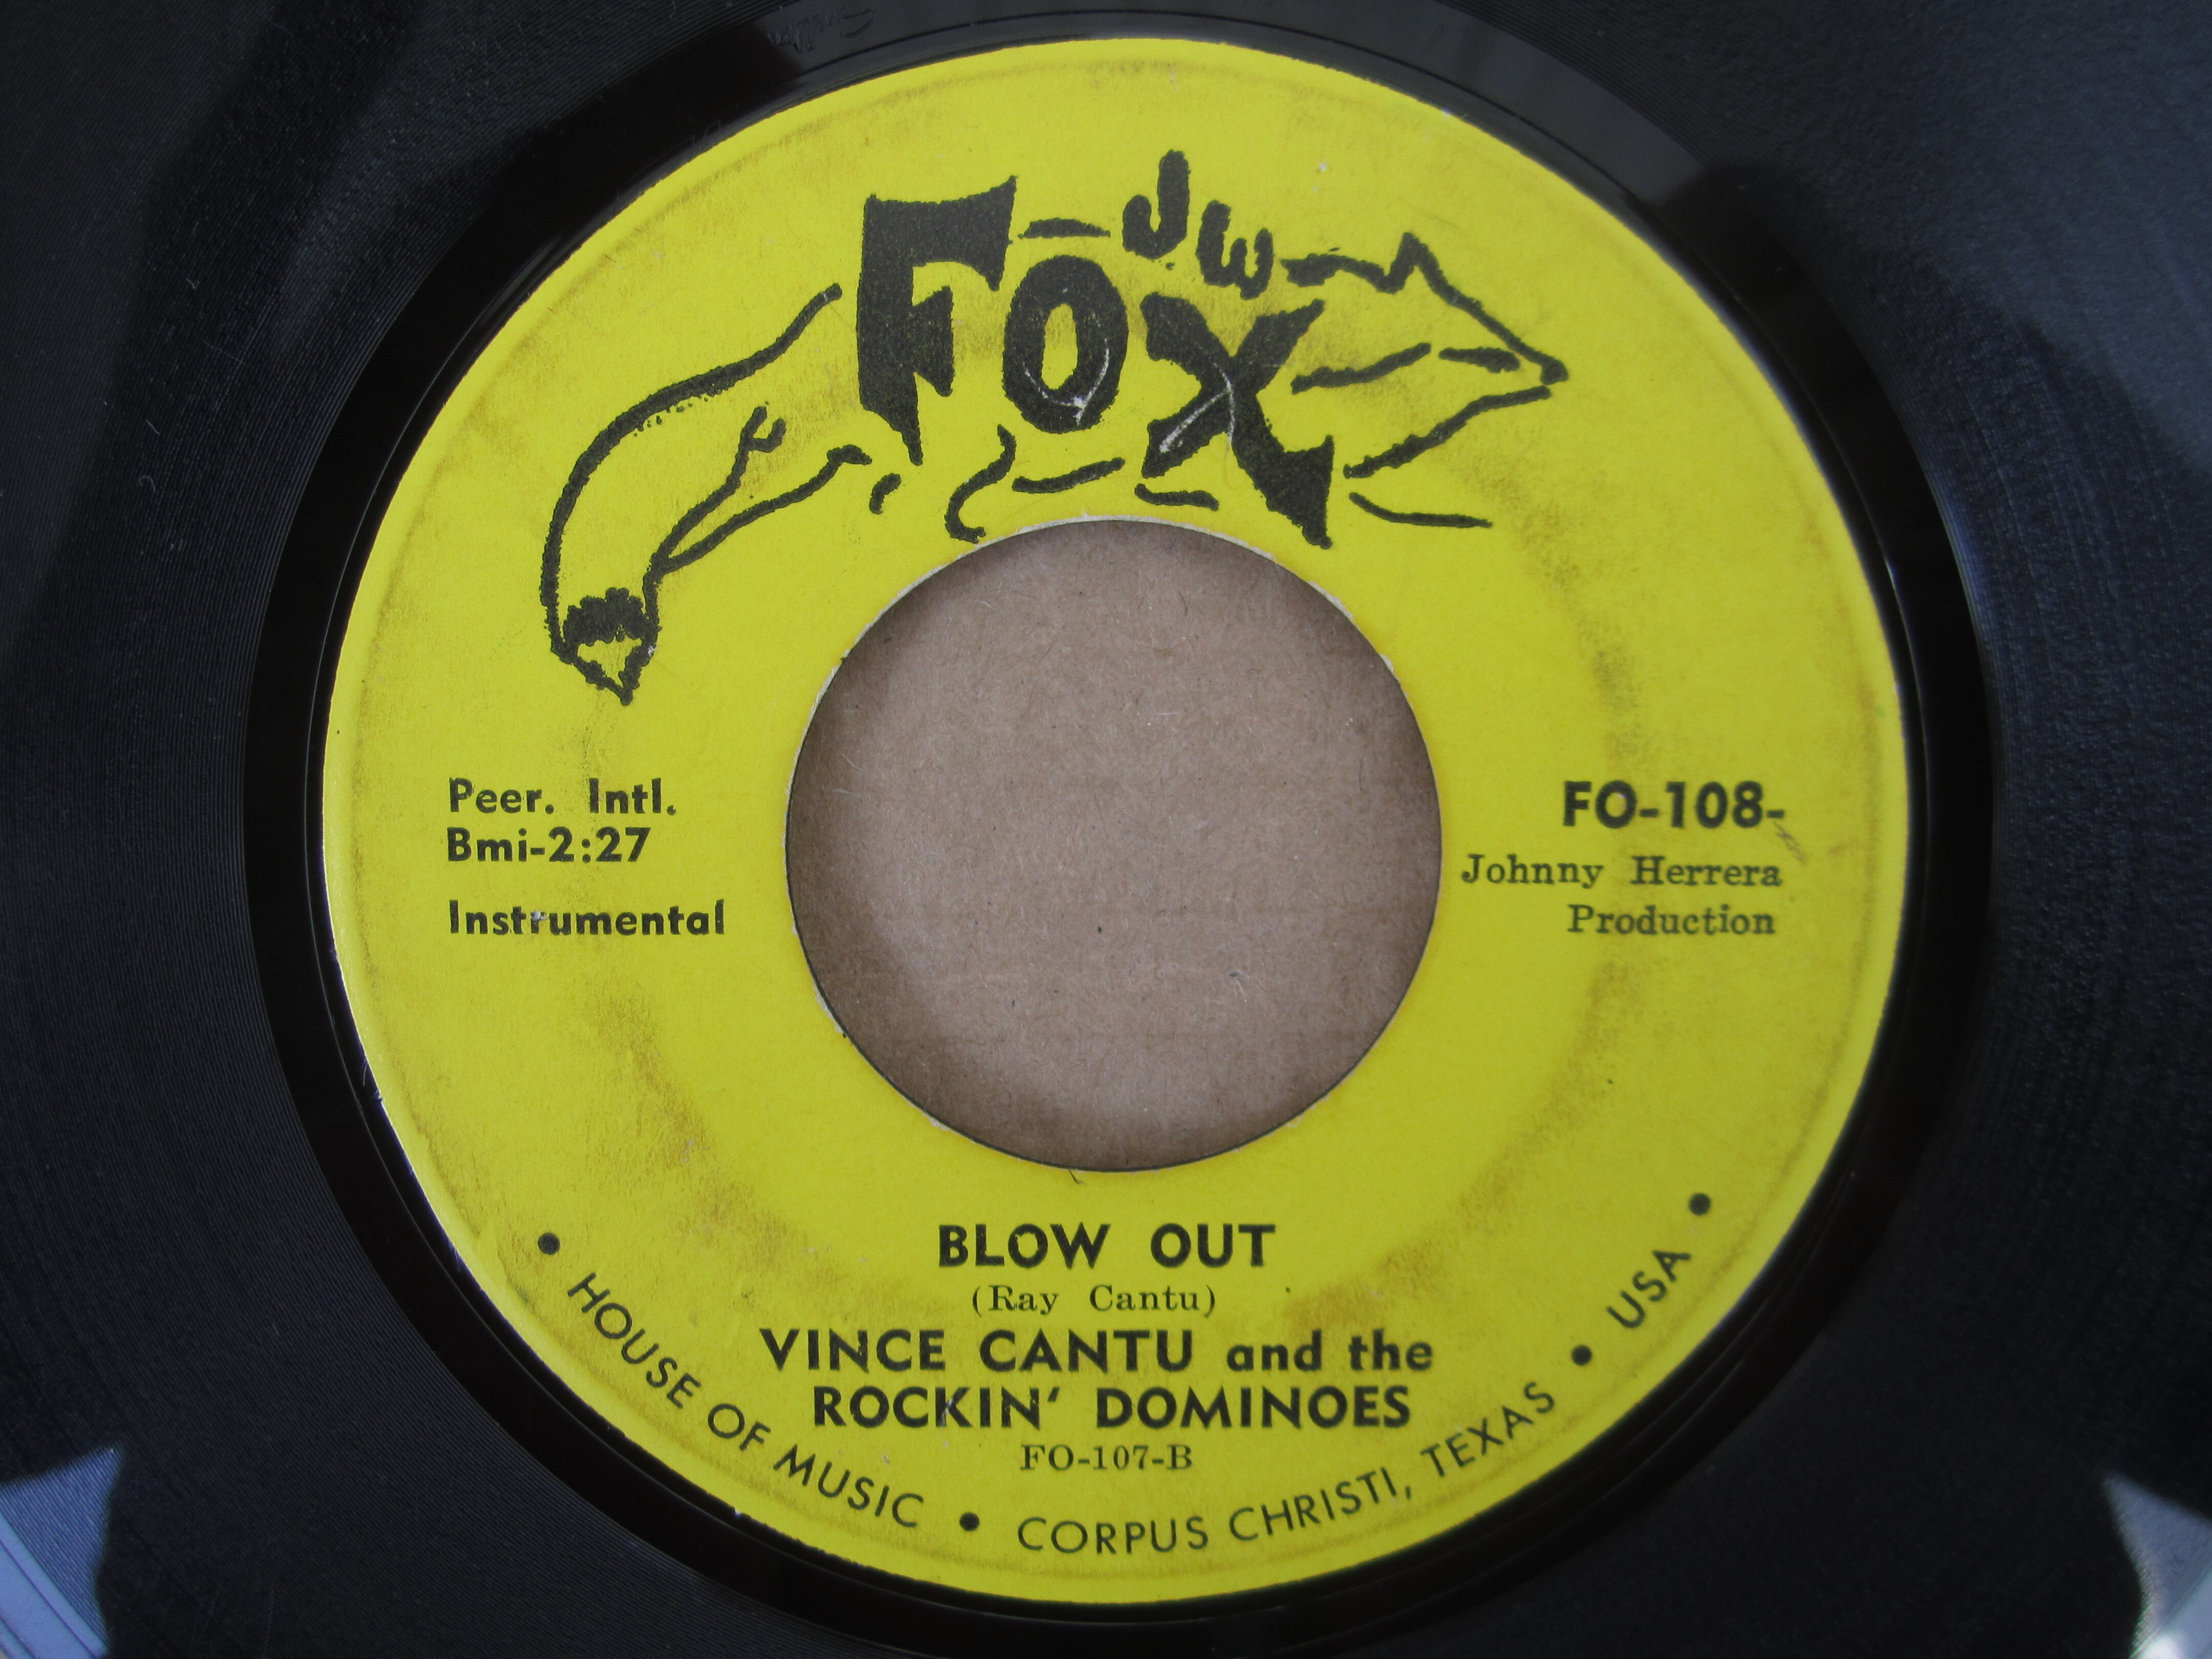 JW
FOX
Peer. Intl.
Bmi-2:27
Instrumental
FO-108-
Johnny Herrera
Production
BLOW OUT
(Ray Cantu)
VINCE CANTU and the
ROCKIN' DOMINOES
FO-107-B
• HOUSE OF MUSIC • CORPUS CHRISTI, TEXAS • USA •